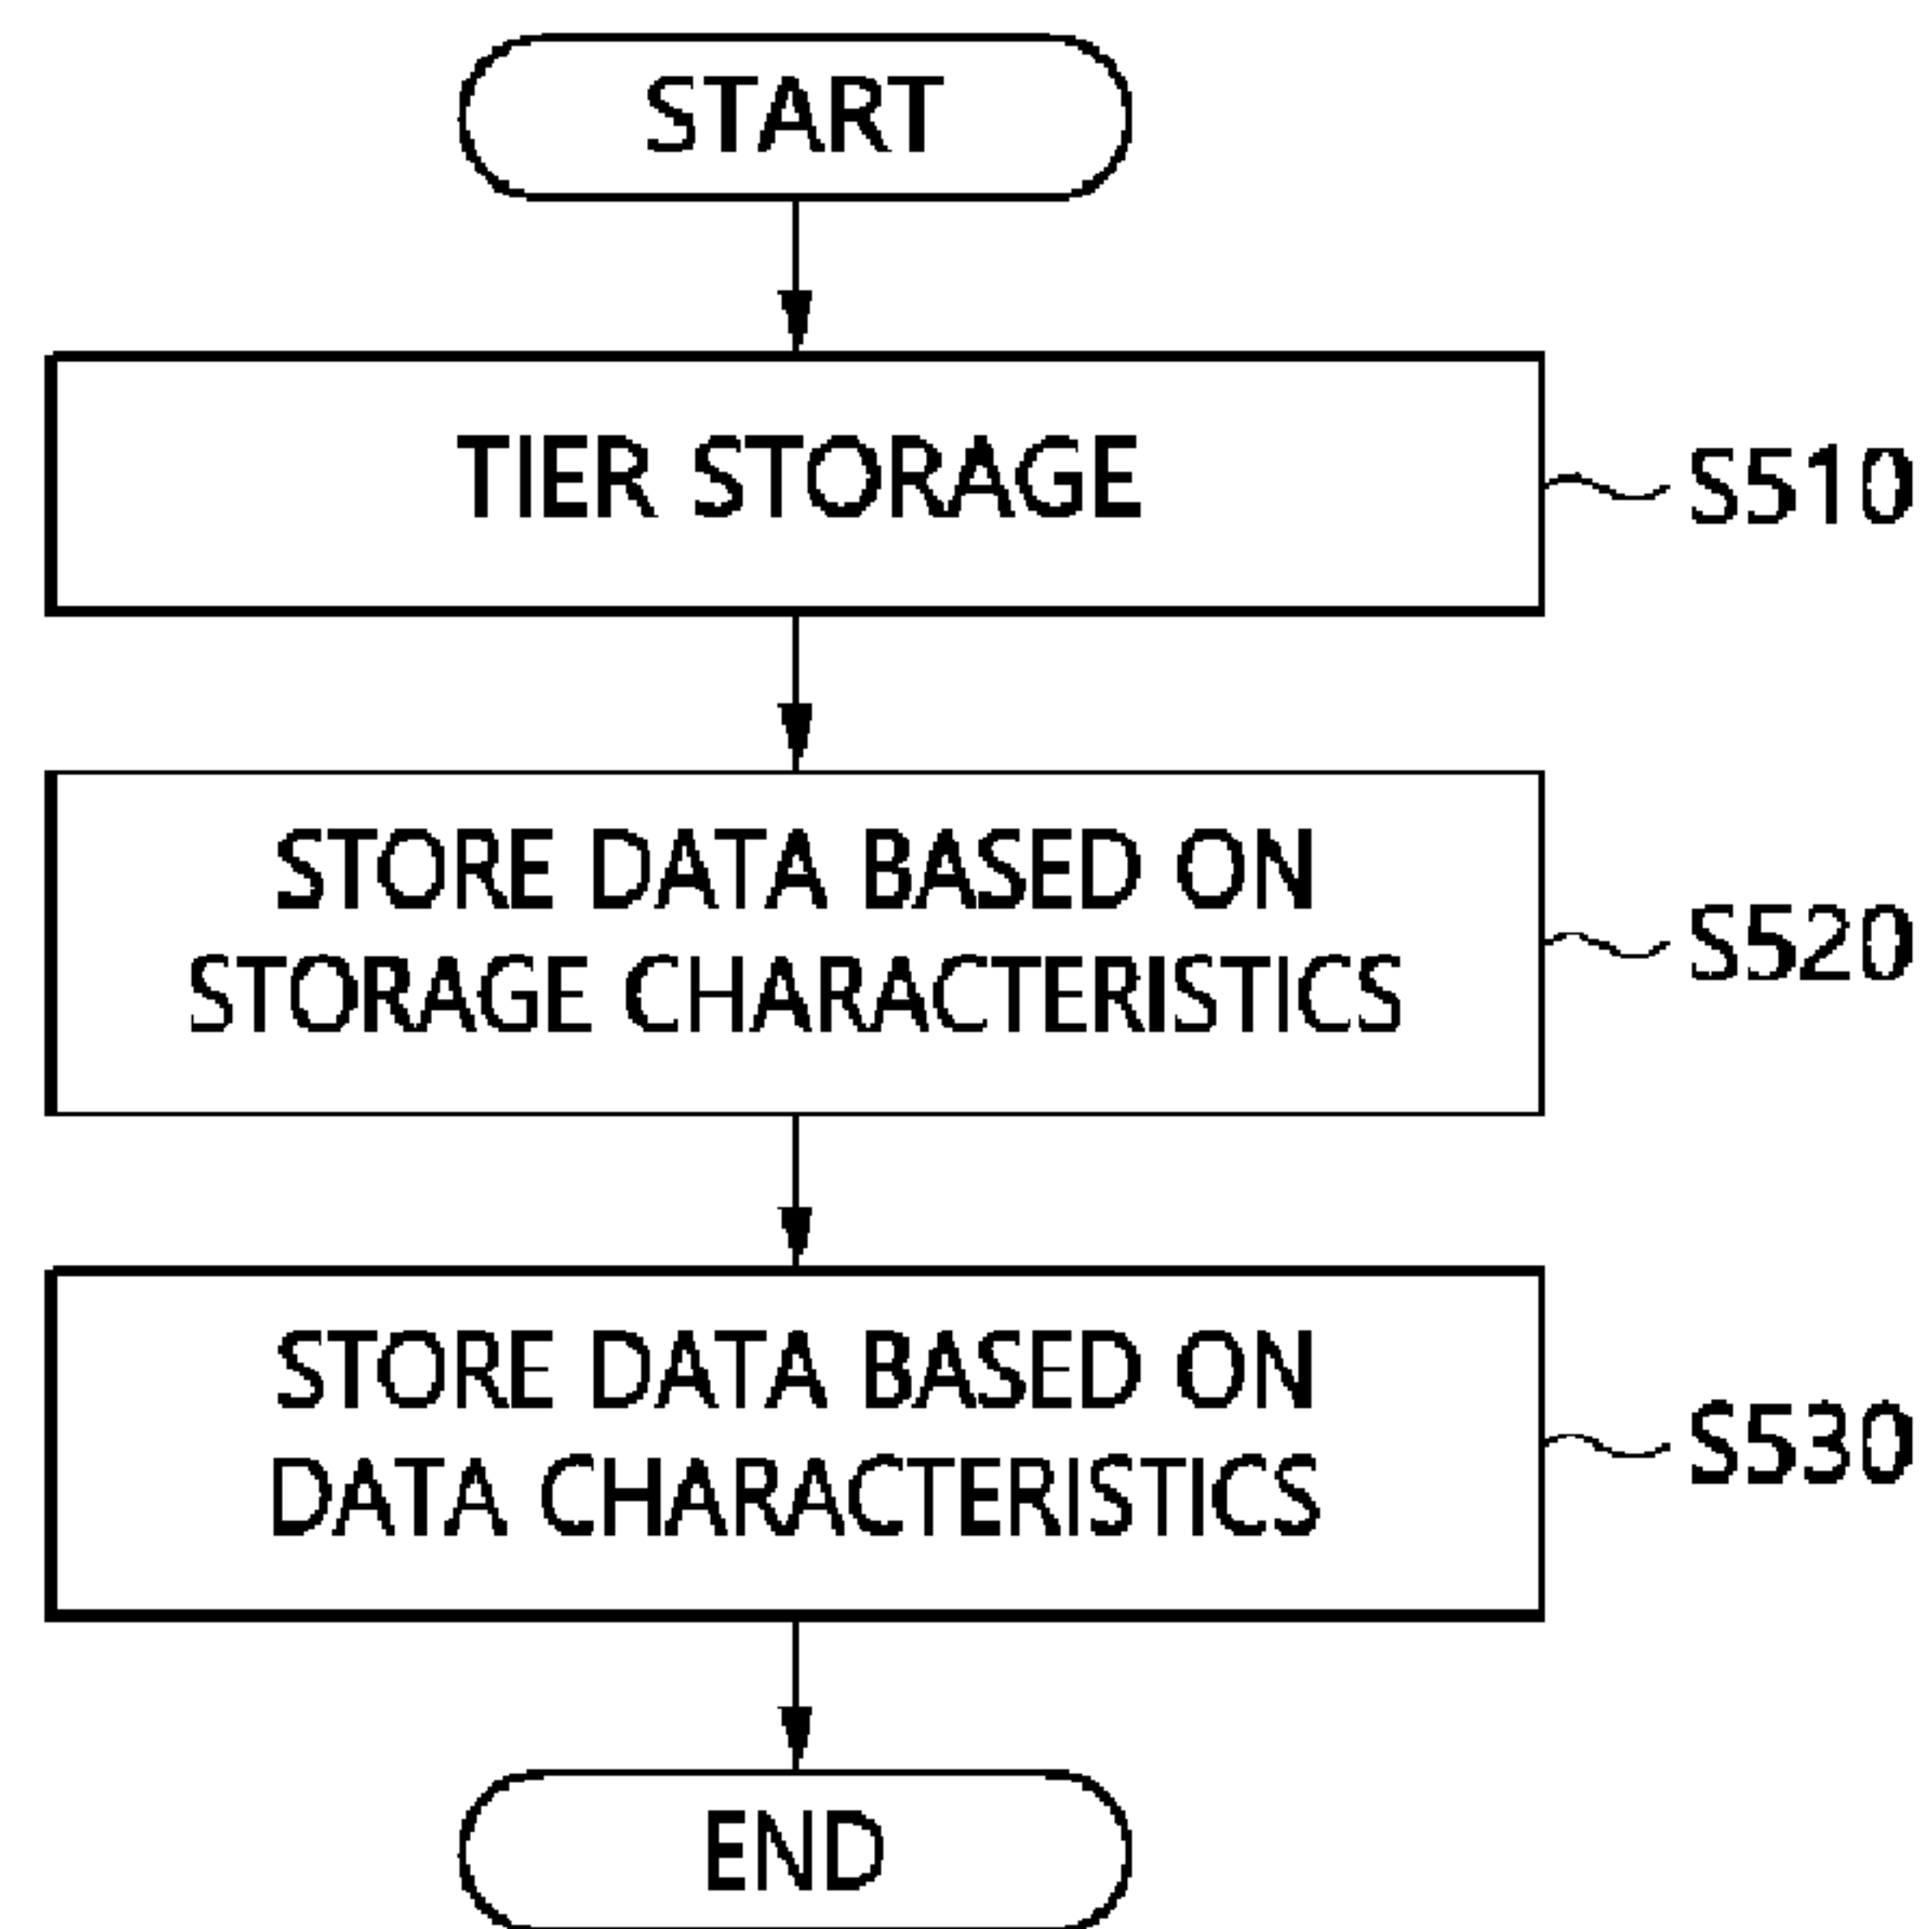 START
TIER STORAGE
S510
STORE DATA BASED ON
STORAGE CHARACTERISTICS
S520
STORE DATA BASED ON
DATA CHARACTERISTICS
S530
END